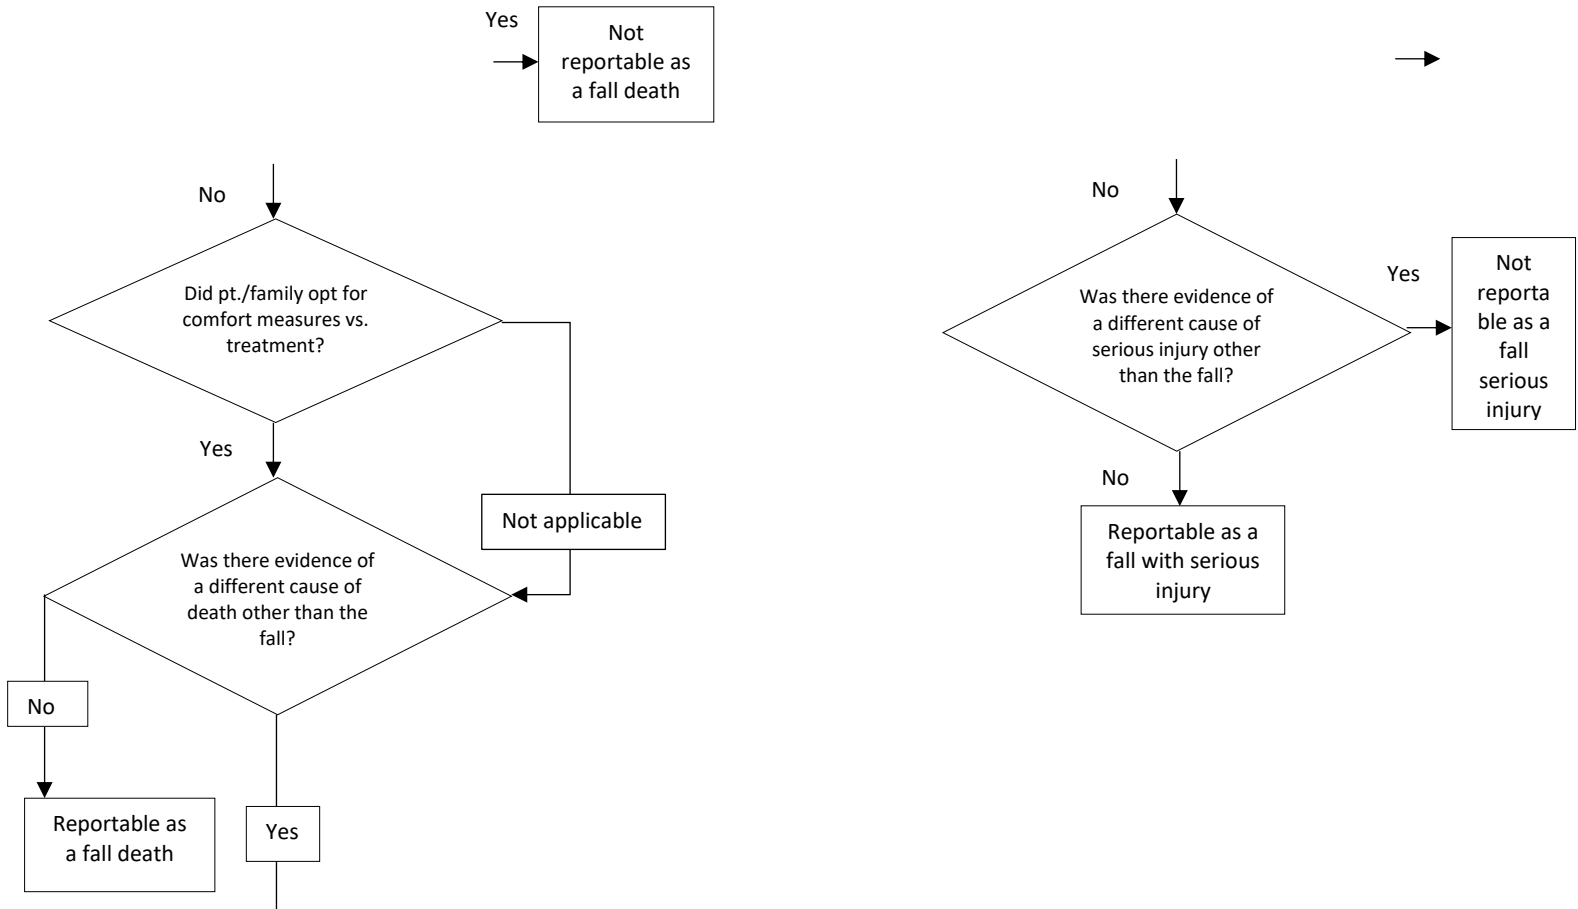 Yes
Not
reportable as
a fall death
No
Did pt./family opt for
comfort measures vs.
treatment?
Yes
Not applicable
Was there evidence of
a different cause of
death other than the
fall?
No
Reportable as
a fall death
Yes
No
Was there evidence of
a different cause of
serious injury other
than the fall?
Yes
Not
reporta
ble as a
fall
serious
injury
No
Reportable as a
fall with serious
injury